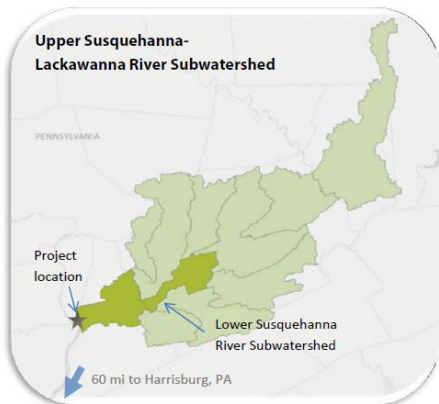 Upper Susquehanna-
Lackawanna River Subwatershed
PENNSYLVANIA
Project
location
Lower Susquehanna
River Subwatershed
60 mi to Harrisburg, PA